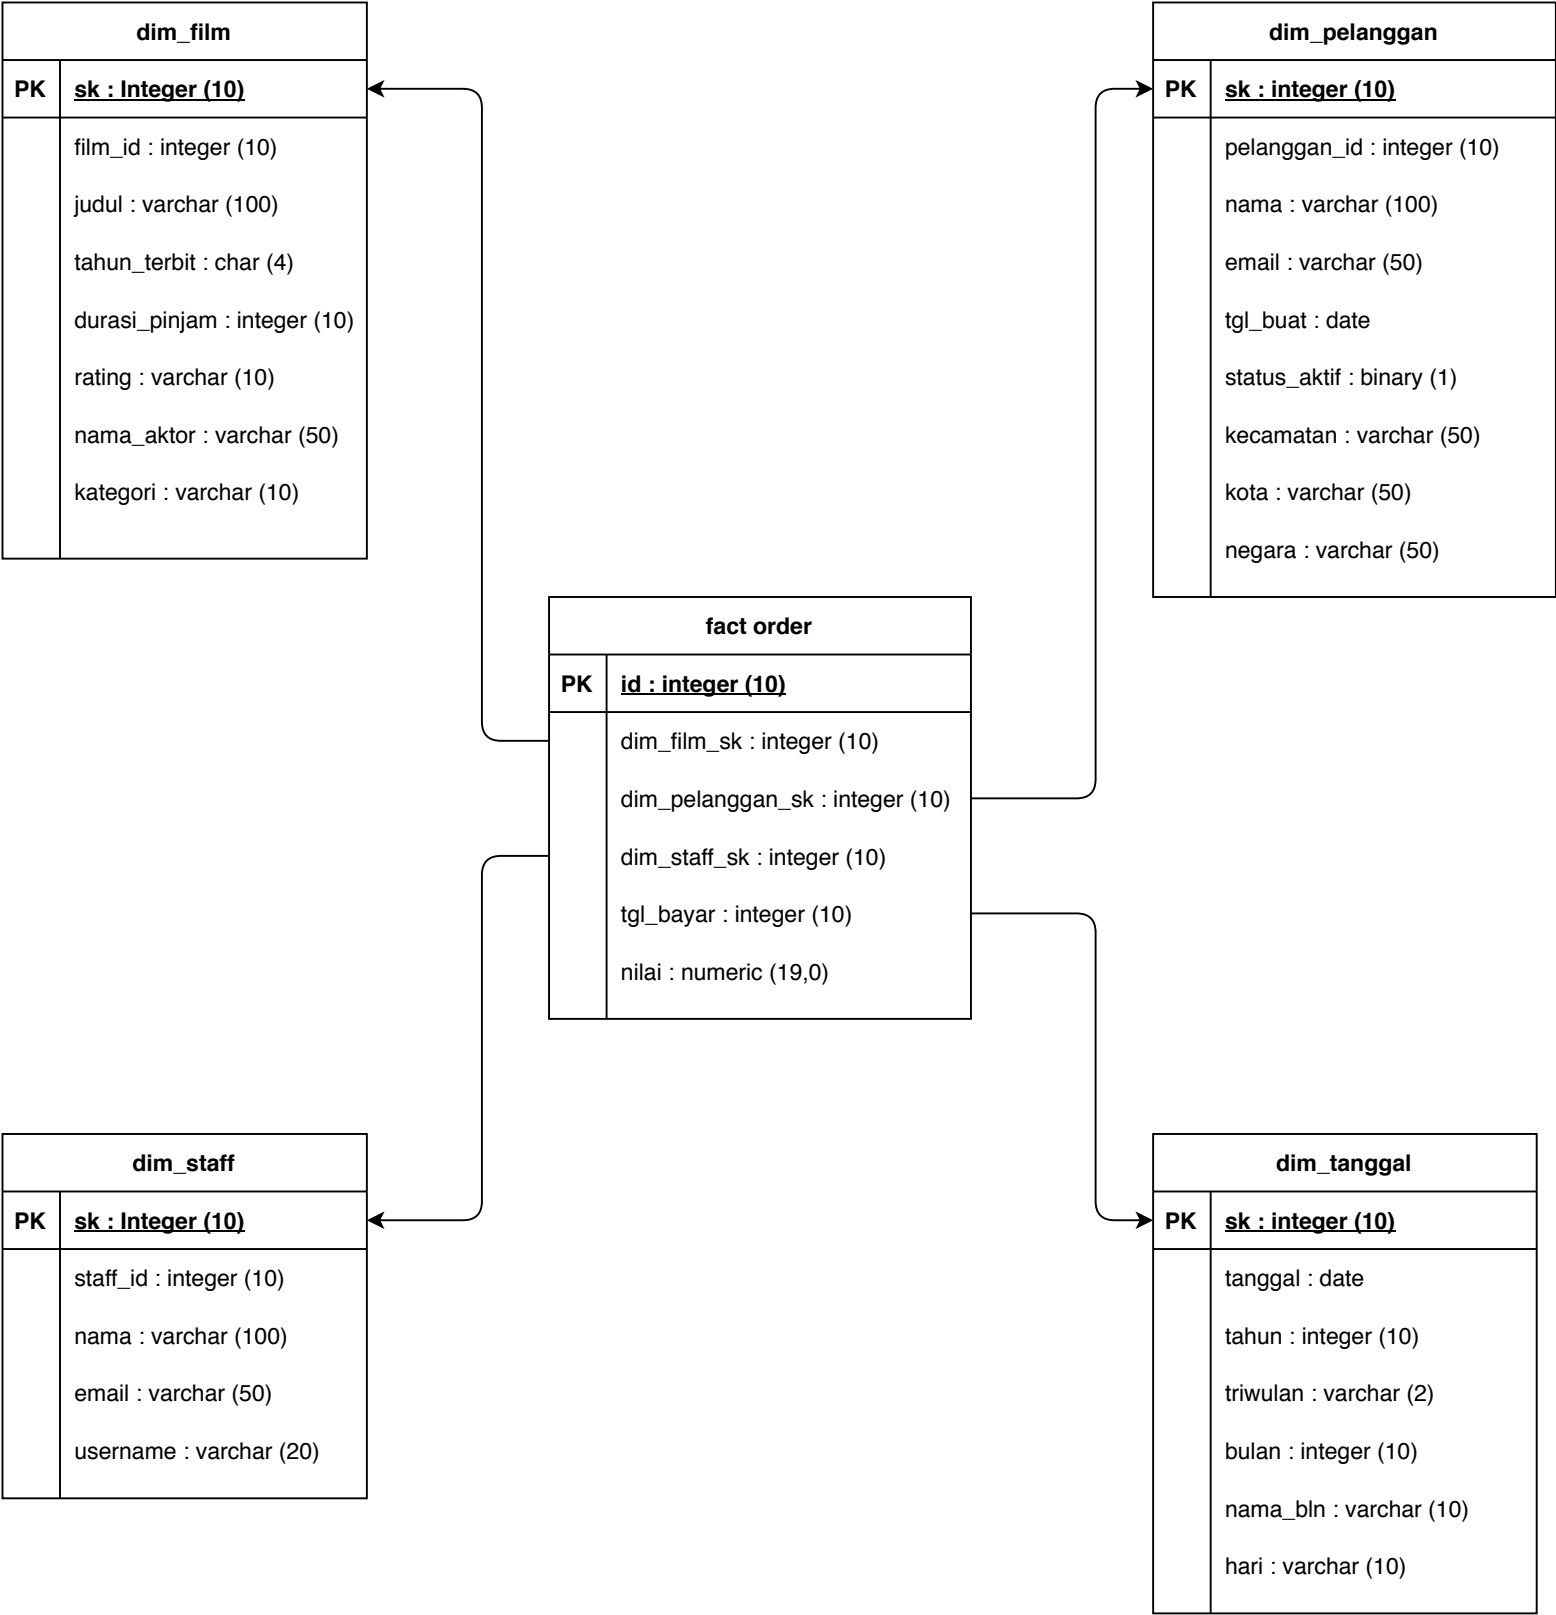 dim_film
PK sk : Integer (10)
film_id : integer (10)
judul : varchar (100)
tahun_terbit : char (4)
durasi_pinjam : integer (10)
rating : varchar (10)
nama_aktor : varchar (50)
kategori : varchar (10)
dim_pelanggan
PK sk : integer (10)
pelanggan_id : integer (10)
nama : varchar (100)
email : varchar (50)
tgl_buat : date
status_aktif : binary (1)
kecamatan : varchar (50)
kota : varchar (50)
negara : varchar (50)
fact order
PK id : integer (10)
dim_film_sk : integer (10)
dim_pelanggan_sk : integer (10)
dim_staff_sk : integer (10)
tgl_bayar : integer (10)
nilai : numeric (19,0)
dim_staff
PK sk : Integer (10)
staff_id : integer (10)
nama : varchar (100)
email : varchar (50)
username : varchar (20)
dim_tanggal
PK sk : integer (10)
tanggal : date
tahun : integer (10)
triwulan : varchar (2)
bulan : integer (10)
nama_bln : varchar (10)
hari : varchar (10)